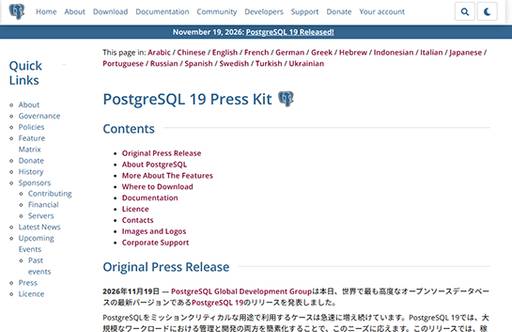 Home About Download Documentation Community Developers Support Donate Your account
November 19, 2026: PostgreSQL 19 Released!
Quick
Links
About
Governance
Policies
Feature
Matrix
Donate
History
Sponsors
Contributing
Financial
Servers
Latest News
Upcoming
Events
Past
events
Press
Licence
This page in: Arabic / Chinese / English / French / German / Greek / Hebrew / Indonesian / Italian / Japanese /
Portuguese / Russian / Spanish / Swedish / Turkish / Ukrainian
PostgreSQL 19 Press Kit
Contents
Original Press Release
About PostgreSQL
More About The Features
Where to Download
Documentation
Licence
Contacts
Images and Logos
Corporate Support
Original Press Release
2026年11月19日 — PostgreSQL Global Development Groupは本日、世界で最も高度なオープンソースデータベー
スの最新バージョンであるPostgreSQL 19のリリースを発表しました。
PostgreSQLをミッションクリティカルな用途で利用するケースは急速に増え続けています。PostgreSQL 19では、大
規模なワークロードにおける管理と開発の両方を簡素化することで、このニーズに応えます。このリリースでは、様